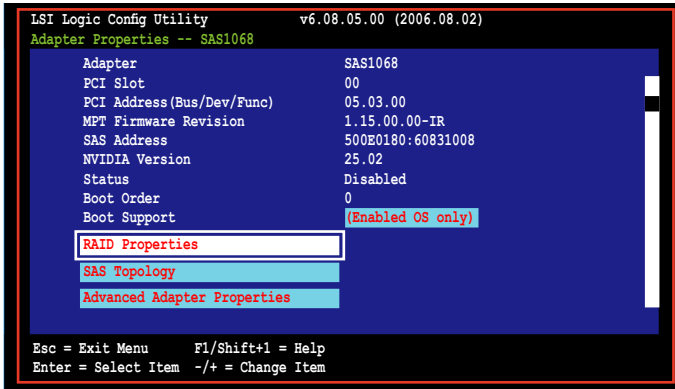 LSI Logic Config Utility v6.08.05.00 (2006.08.02)
Adapter Properties -- SAS1068
Adapter SAS1068
PCI Slot 00
PCI Address(Bus/Dev/Func) 05.03.00
MPT Firmware Revision 1.15.00.00-IR
SAS Address 500E0180:60831008
NVIDIA Version 25.02
Status Disabled
Boot Order 0
Boot Support (Enabled OS only)
RAID Properties
SAS Topology
Advanced Adapter Properties
Esc = Exit Menu F1/Shift+1 = Help
Enter = Select Item -/+ = Change Item